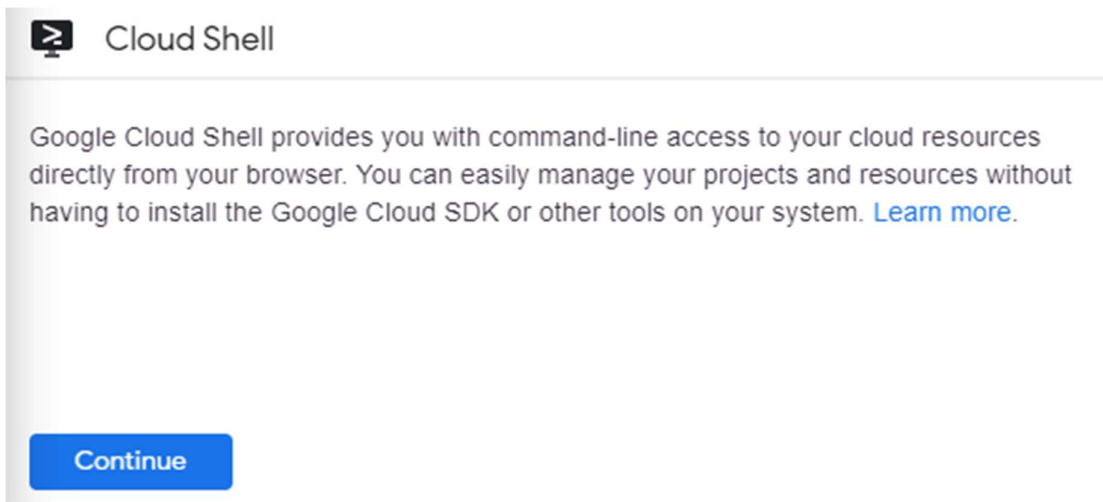 Cloud Shell
Google Cloud Shell provides you with command-line access to your cloud resources
directly from your browser. You can easily manage your projects and resources without
having to install the Google Cloud SDK or other tools on your system. Learn more.
Continue